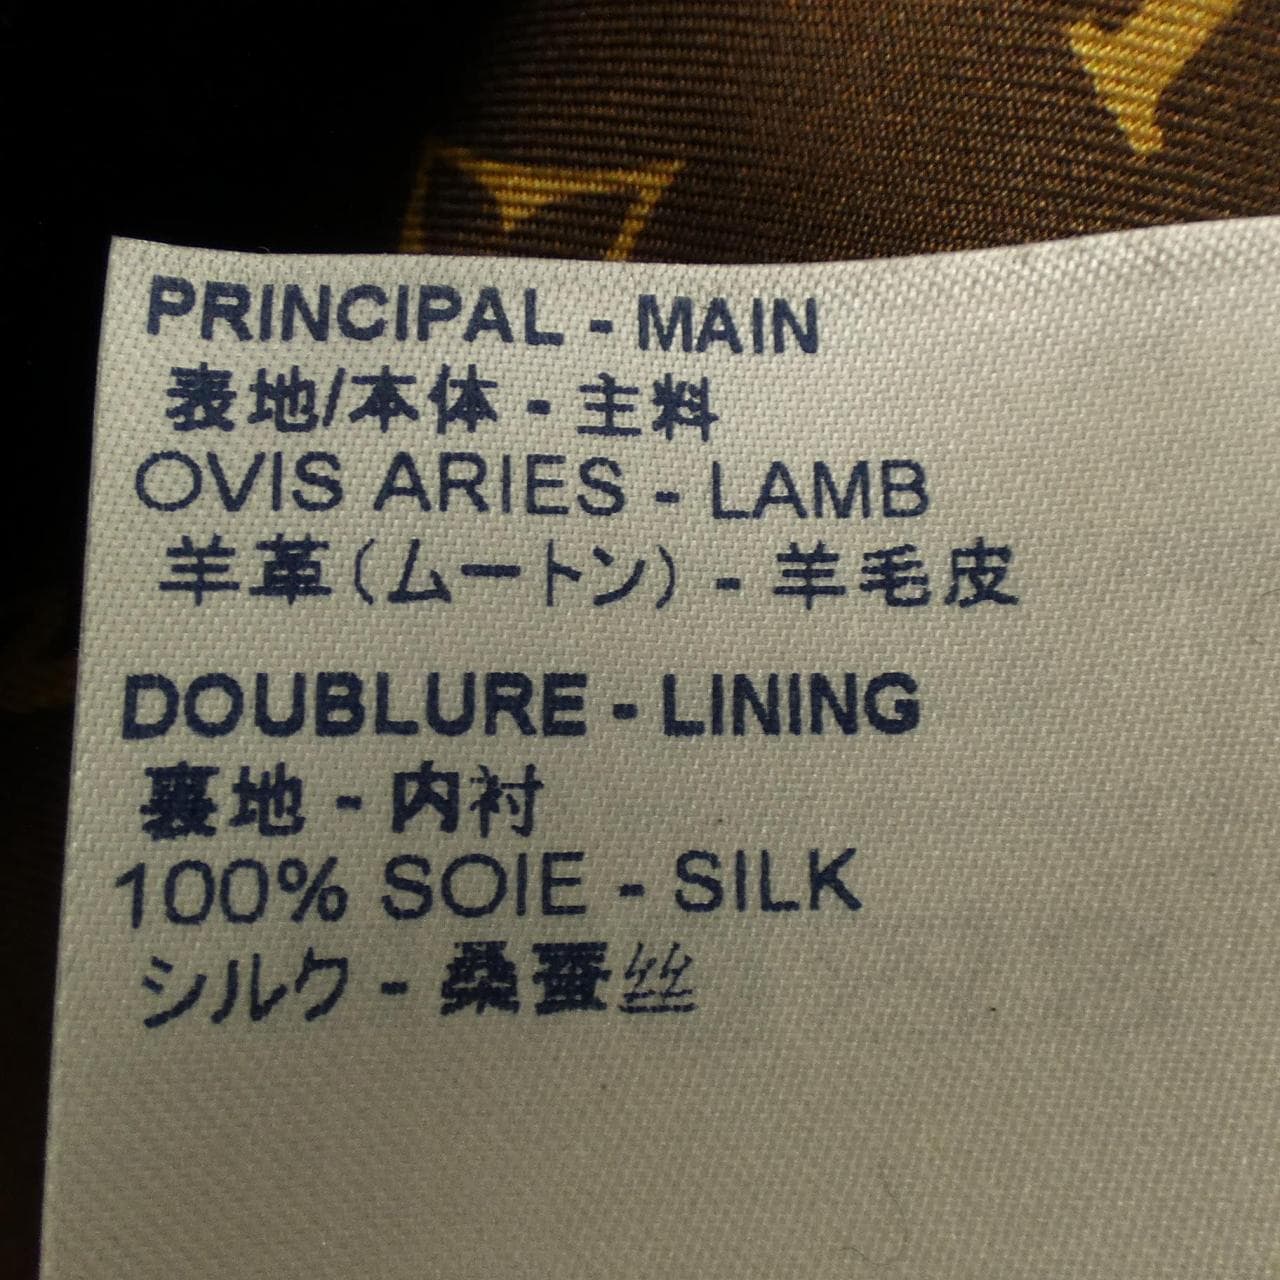 PRINCIPAL - MAIN
表地/本体 - 主料
OVIS ARIES - LAMB
羊革(ムートン) - 羊毛皮
DOUBLURE - LINING
裏地 - 内衬
100% SOIE - SILK
シルク - 桑蚕丝